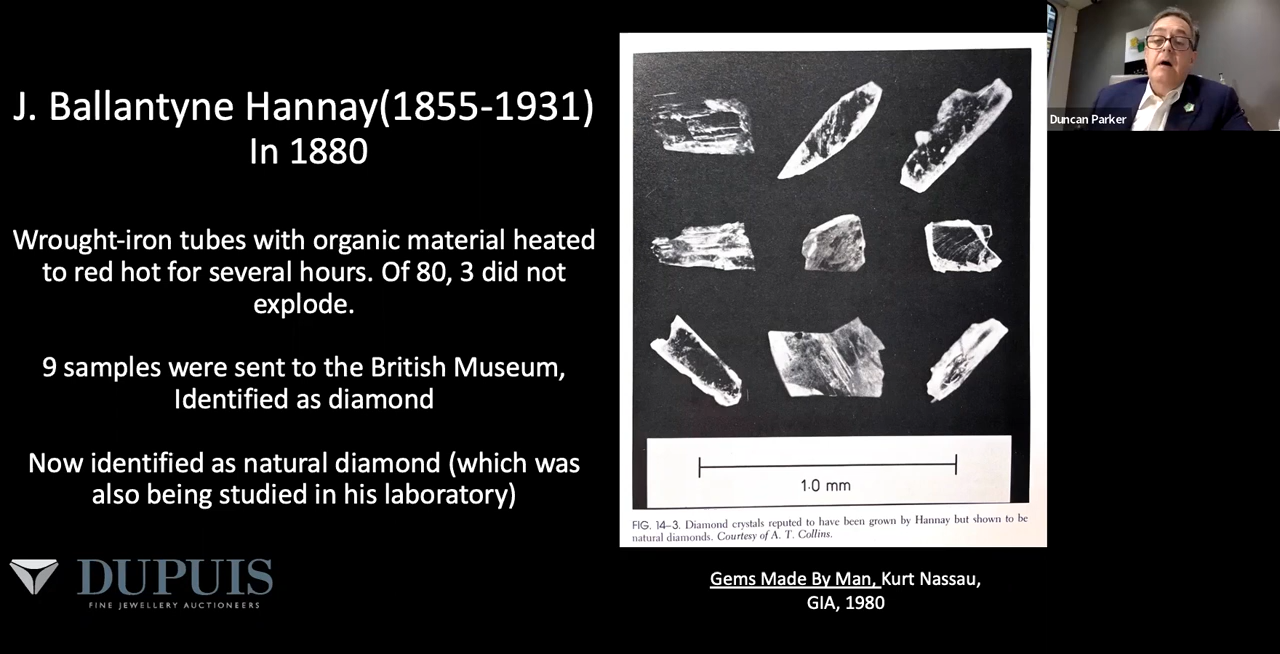 J. Ballantyne Hannay(1855-1931)
In 1880
Wrought-iron tubes with organic material heated
to red hot for several hours. Of 80, 3 did not
explode.
9 samples were sent to the British Museum,
Identified as diamond
Now identified as natural diamond (which was
also being studied in his laboratory)
DUPUIS
FINE JEWELLERY AUCTIONEERS
1·0 mm
FIG. 14–3. Diamond crystals reputed to have been grown by Hannay but shown to be
natural diamonds. Courtesy of A. T. Collins.
Gems Made By Man, Kurt Nassau,
GIA, 1980
Duncan Parker